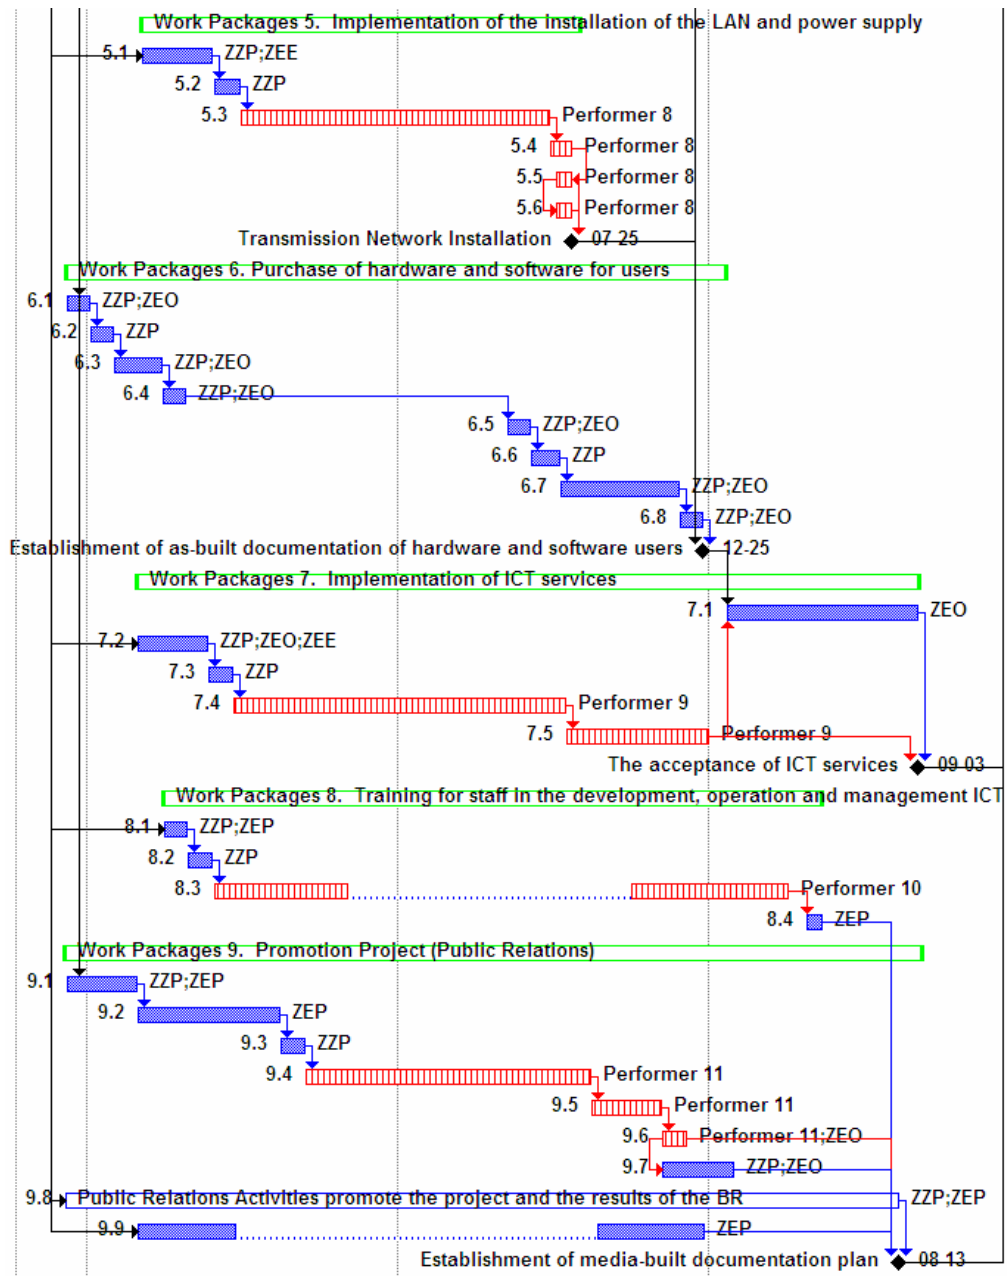 Work Packages 5. Implementation of the installation of the LAN and power supply
5.1 ZZP;ZEE
5.2 ZZP
5.3 Performer 8
5.4 Performer 8
5.5 Performer 8
5.6 Performer 8
Transmission Network Installation 07-25
Work Packages 6. Purchase of hardware and software for users
6.1 ZZP;ZEO
6.2 ZZP
6.3 ZZP;ZEO
6.4 ZZP;ZEO
6.5 ZZP;ZEO
6.6 ZZP
6.7 ZZP;ZEO
6.8 ZZP;ZEO
Establishment of as-built documentation of hardware and software users 12-25
Work Packages 7. Implementation of ICT services
7.1 ZEO
7.2 ZZP;ZEO;ZEE
7.3 ZZP
7.4 Performer 9
7.5 Performer 9
The acceptance of ICT services 09-03
Work Packages 8. Training for staff in the development, operation and management ICT
8.1 ZZP;ZEP
8.2 ZZP
8.3 Performer 10
8.4 ZEP
Work Packages 9. Promotion Project (Public Relations)
9.1 ZZP;ZEP
9.2 ZEP
9.3 ZZP
9.4 Performer 11
9.5 Performer 11
9.6 Performer 11;ZEO
9.7 ZZP;ZEO
9.8 Public Relations Activities promote the project and the results of the BR ZZP;ZEP
9.9 ZEP
Establishment of media-built documentation plan 08-13